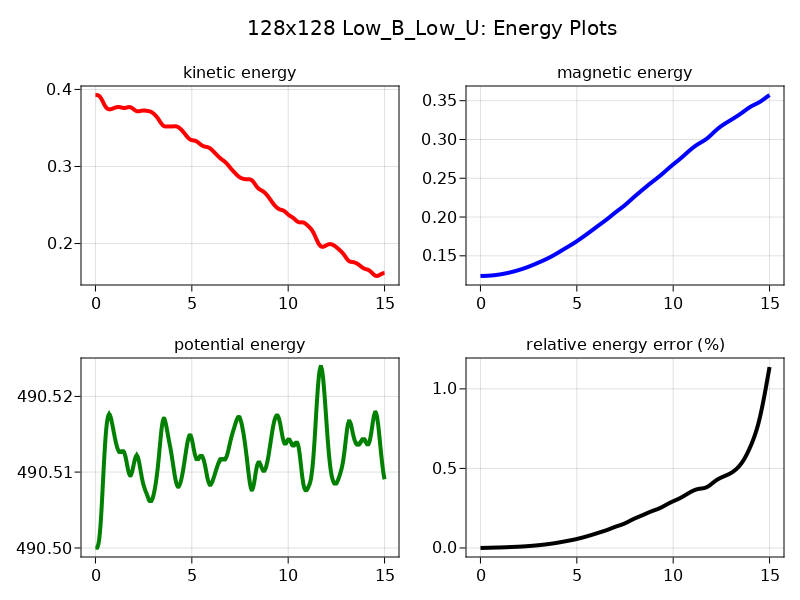 128x128 Low_B_Low_U: Energy Plots
kinetic energy
0.4
0.3
0.2
0 5 10 15
magnetic energy
0.35
0.30
0.25
0.20
0.15
0 5 10 15
potential energy
490.52
490.51
490.50
0 5 10 15
relative energy error (%)
1.0
0.5
0.0
0 5 10 15